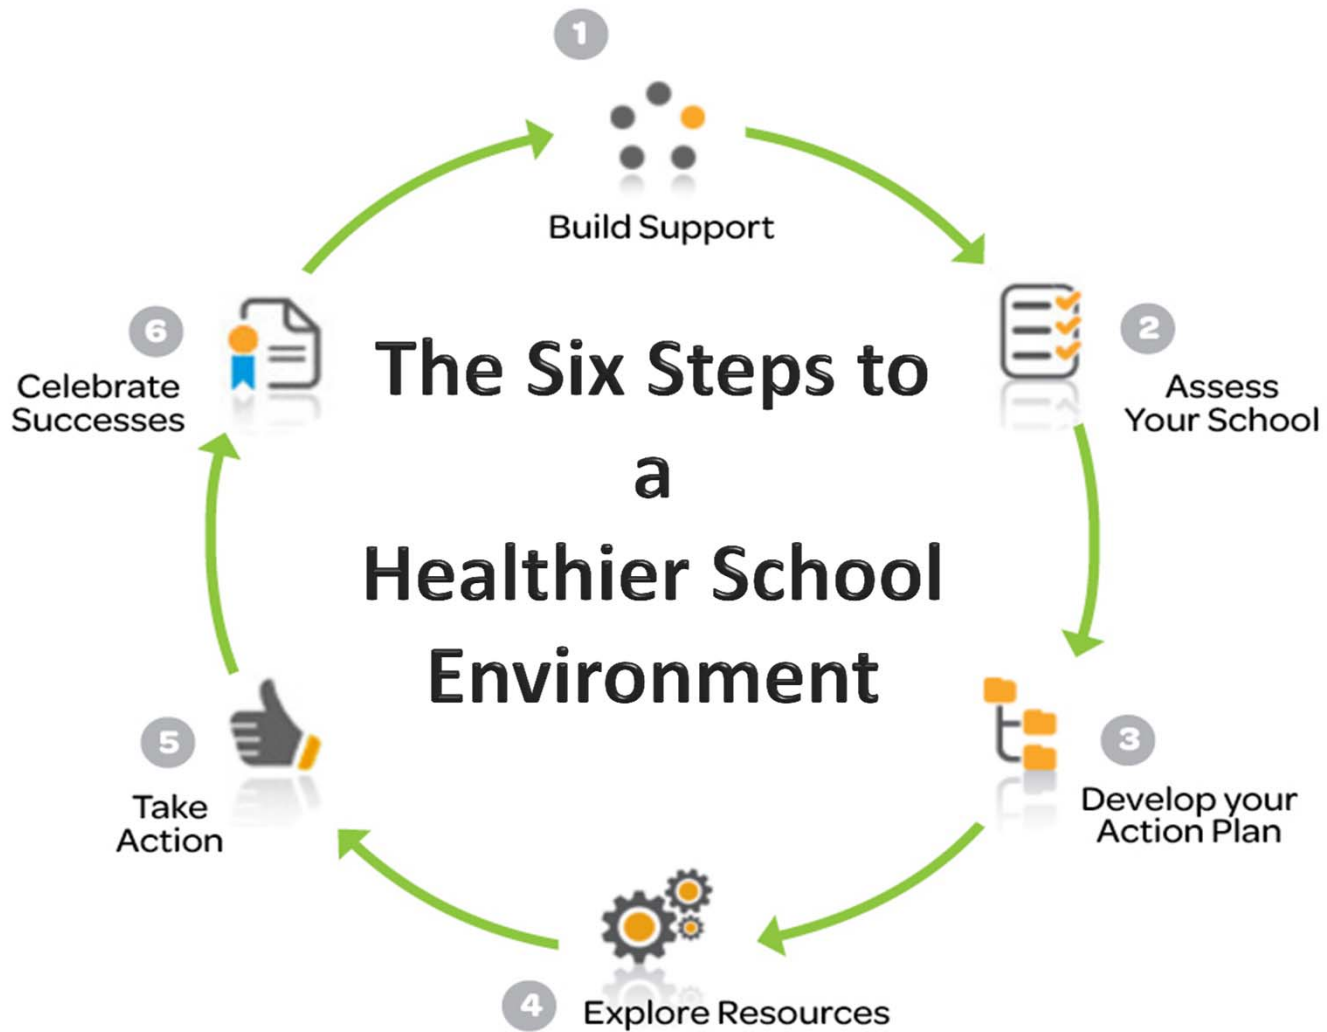 1
Build Support
2
Assess
Your School
3
Develop your
Action Plan
4
Explore Resources
5
Take
Action
6
Celebrate
Successes
The Six Steps to
a
Healthier School
Environment